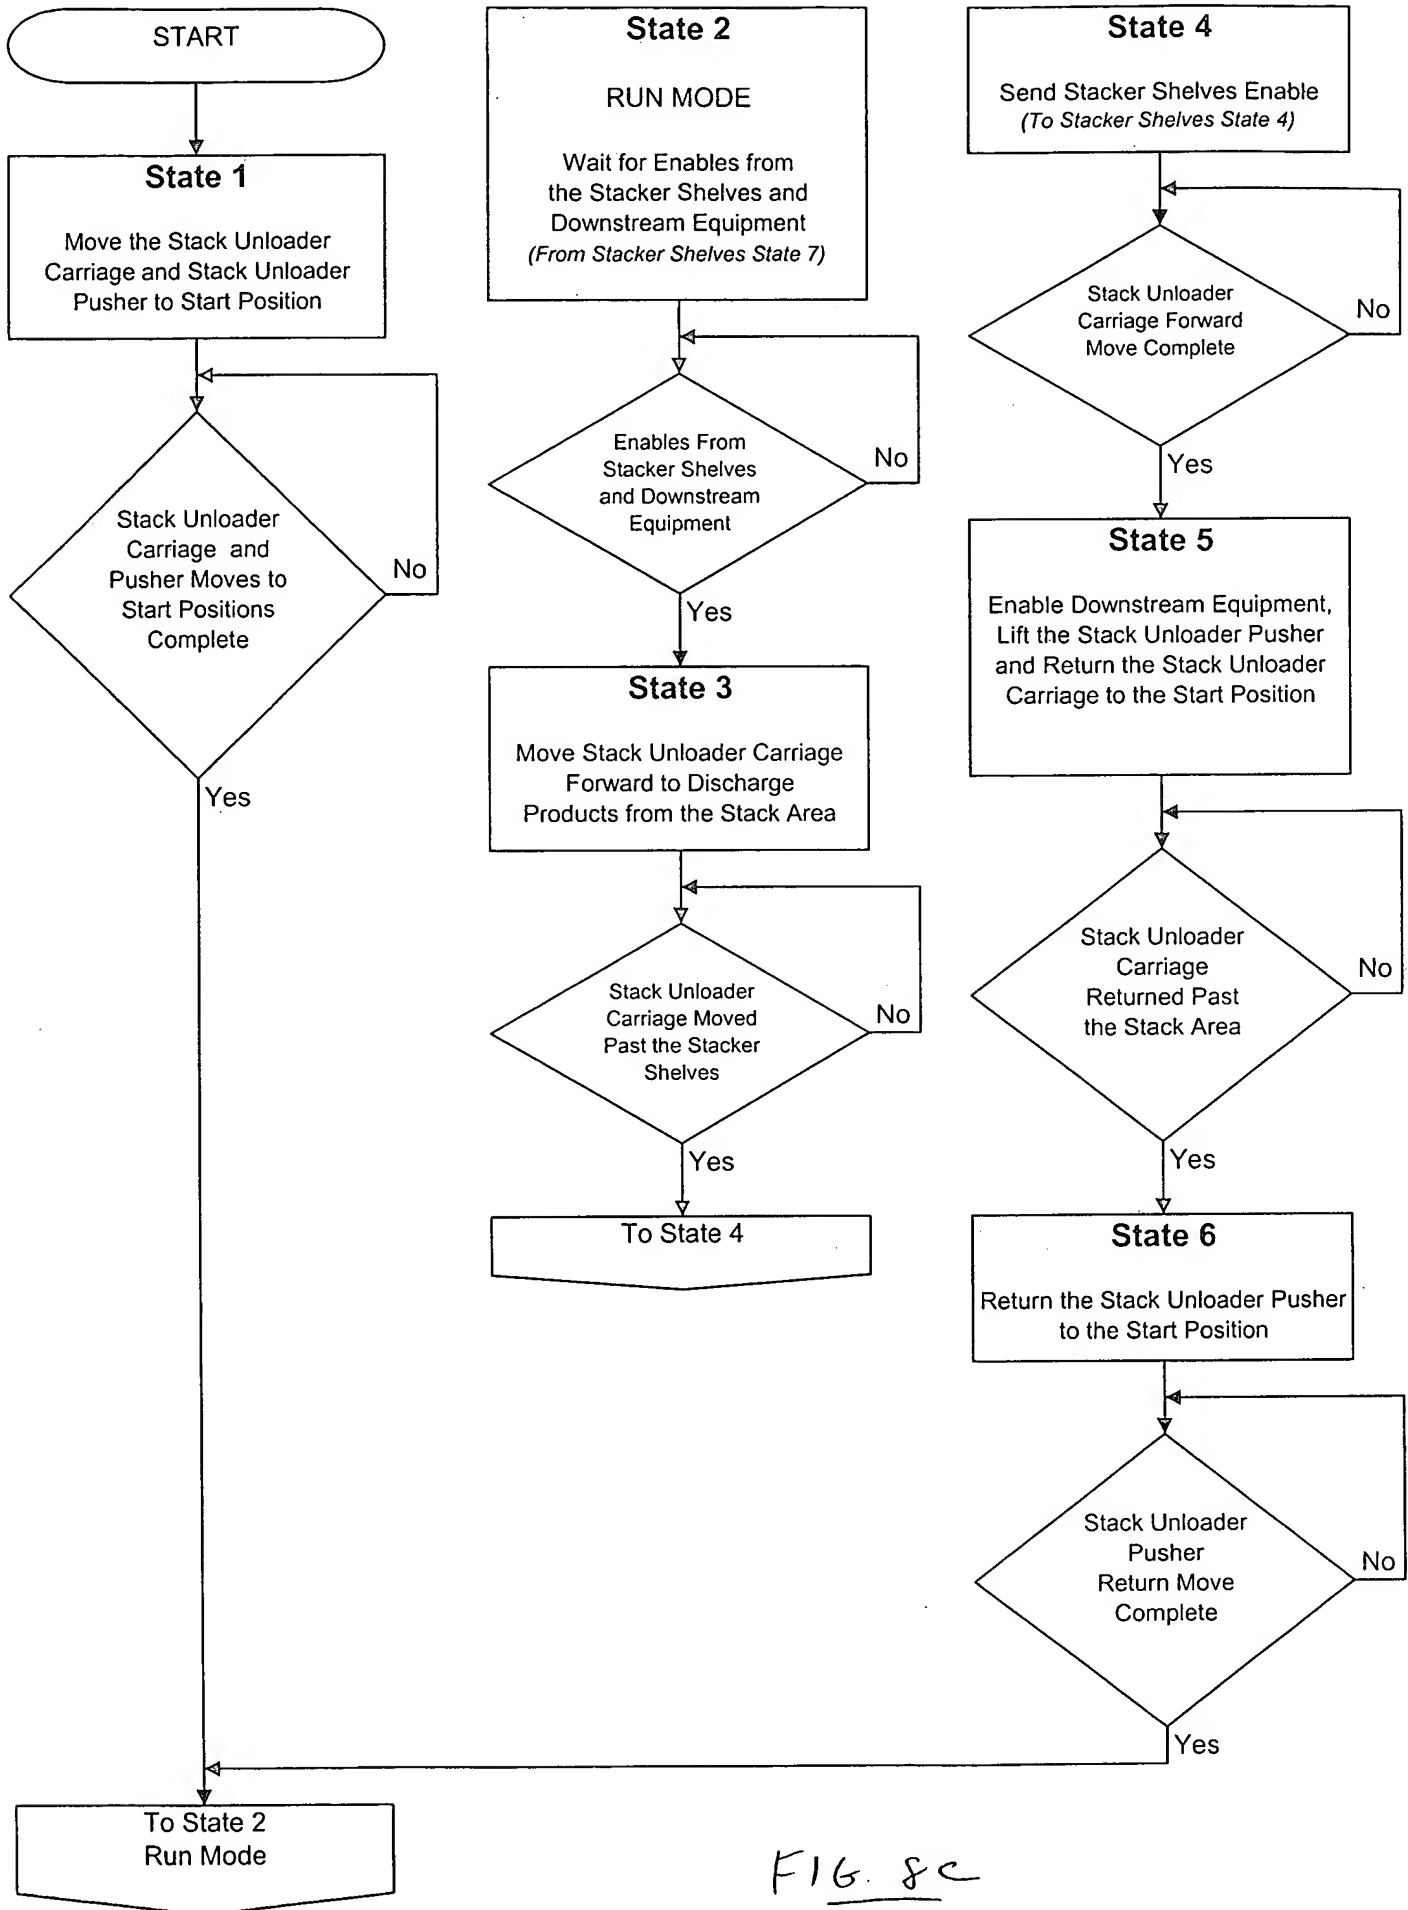 START
State 1
Move the Stack Unloader
Carriage and Stack Unloader
Pusher to Start Position
Stack Unloader
Carriage and
Pusher Moves to
Start Positions
Complete
No
Yes
To State 2
Run Mode
State 2
RUN MODE
Wait for Enables from
the Stacker Shelves and
Downstream Equipment
(From Stacker Shelves State 7)
Enables From
Stacker Shelves
and Downstream
Equipment
No
Yes
State 3
Move Stack Unloader Carriage
Forward to Discharge
Products from the Stack Area
Stack Unloader
Carriage Moved
Past the Stacker
Shelves
No
Yes
To State 4
State 4
Send Stacker Shelves Enable
(To Stacker Shelves State 4)
Stack Unloader
Carriage Forward
Move Complete
No
Yes
State 5
Enable Downstream Equipment,
Lift the Stack Unloader Pusher
and Return the Stack Unloader
Carriage to the Start Position
Stack Unloader
Carriage
Returned Past
the Stack Area
No
Yes
State 6
Return the Stack Unloader Pusher
to the Start Position
Stack Unloader
Pusher
Return Move
Complete
No
Yes
FIG. 8c